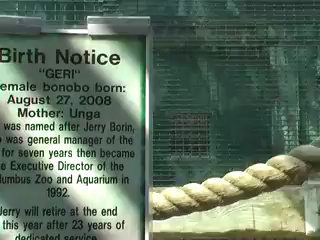 Birth Notice
"GERI"
emale bonobo born:
August 27, 2008
Mother: Unga
was named after Jerry Borin,
o was general manager of the
for seven years then became
e Executive Director of the
lumbus Zoo and Aquarium in
1992.
Jerry will retire at the end
this year after 23 years of
dedicated service